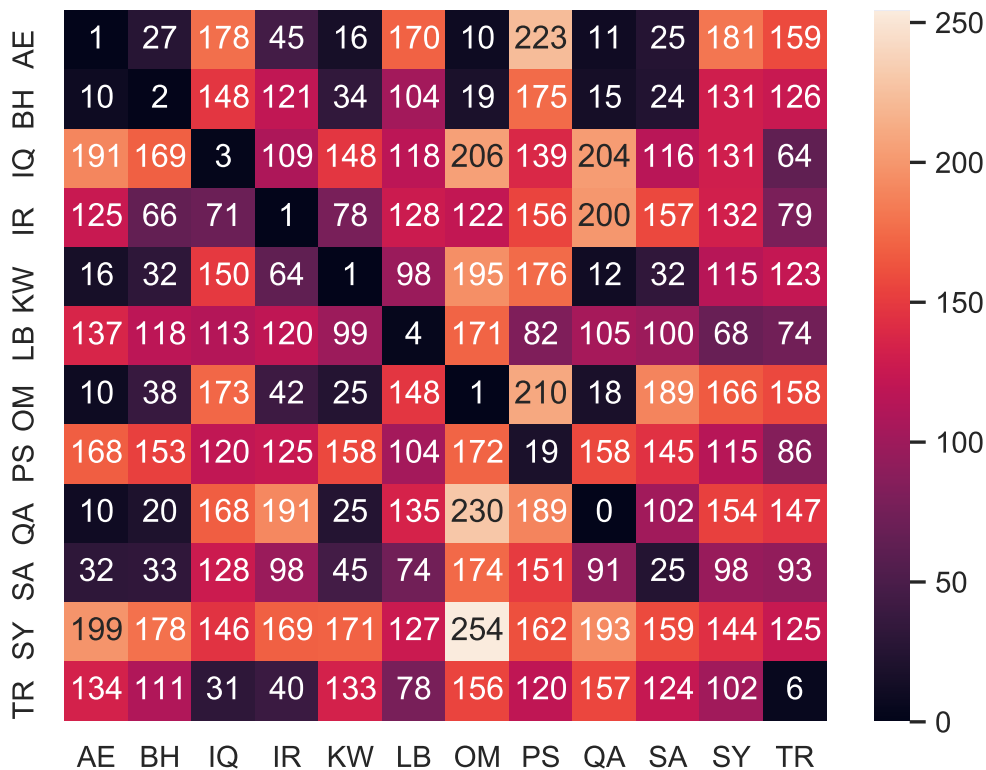 AE 1 27 178 45 16 170 10 223 11 25 181 159
BH 10 2 148 121 34 104 19 175 15 24 131 126
IQ 191 169 3 109 148 118 206 139 204 116 131 64
IR 125 66 71 1 78 128 122 156 200 157 132 79
KW 16 32 150 64 1 98 195 176 12 32 115 123
LB 137 118 113 120 99 4 171 82 105 100 68 74
OM 10 38 173 42 25 148 1 210 18 189 166 158
PS 168 153 120 125 158 104 172 19 158 145 115 86
QA 10 20 168 191 25 135 230 189 0 102 154 147
SA 32 33 128 98 45 74 174 151 91 25 98 93
SY 199 178 146 169 171 127 254 162 193 159 144 125
TR 134 111 31 40 133 78 156 120 157 124 102 6
AE BH IQ IR KW LB OM PS QA SA SY TR
250
200
150
100
50
0